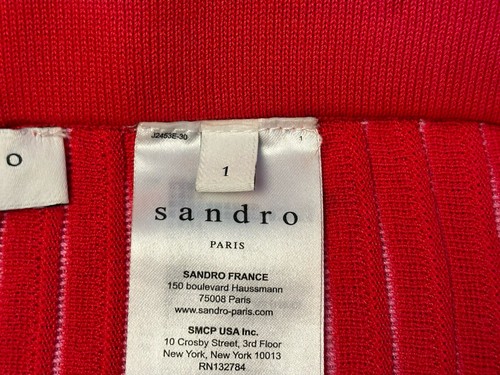 J2453E-30
1
1
O
sandro
PARIS
SANDRO FRANCE
150 boulevard Haussmann
75008 Paris
www.sandro-paris.com
SMCP USA Inc.
10 Crosby Street, 3rd Floor
New York, New York 10013
RN132784